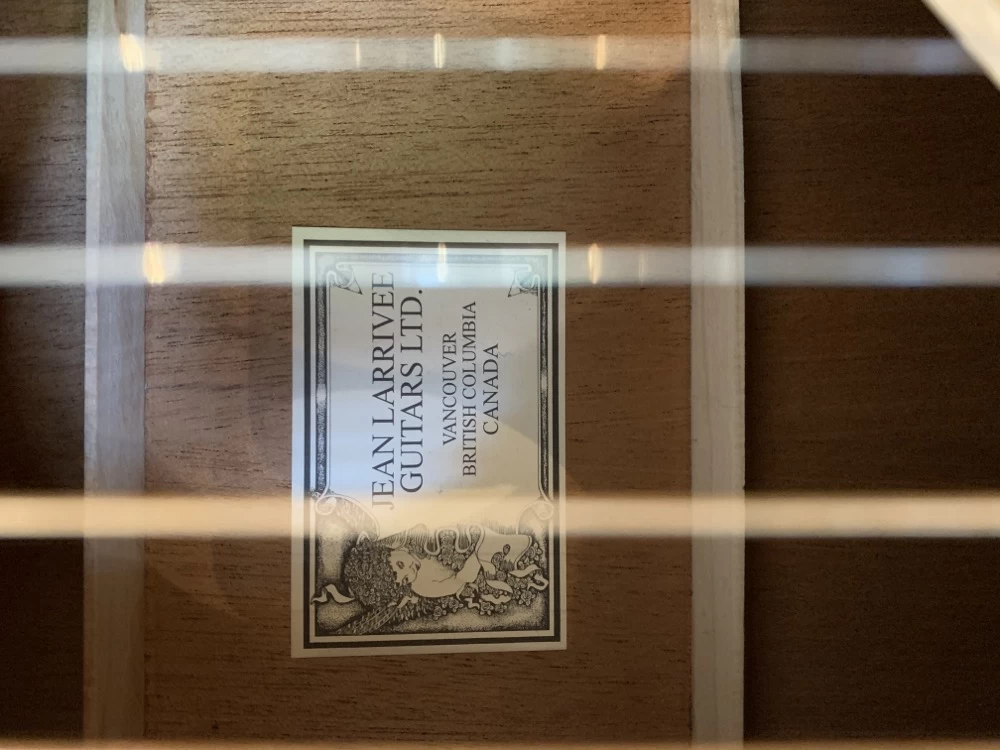 JEAN LARRIVEE
GUITARS LTD.
VANCOUVER
BRITISH COLUMBIA
CANADA